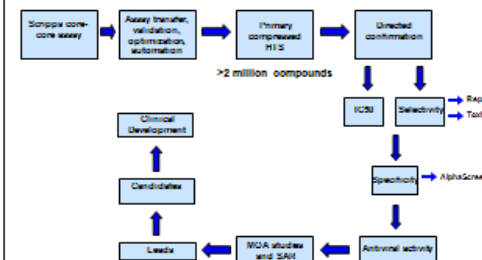 Scripps core-
core assay
Assay transfer,
validation,
optimization,
automation
Primary
compressed
HTS
Directed
confirmation
>2 million compounds
IC50
Selectivity
Clinical
Development
Specificity
Candidates
Leads
MOA studies
and SAR
Antiviral activity